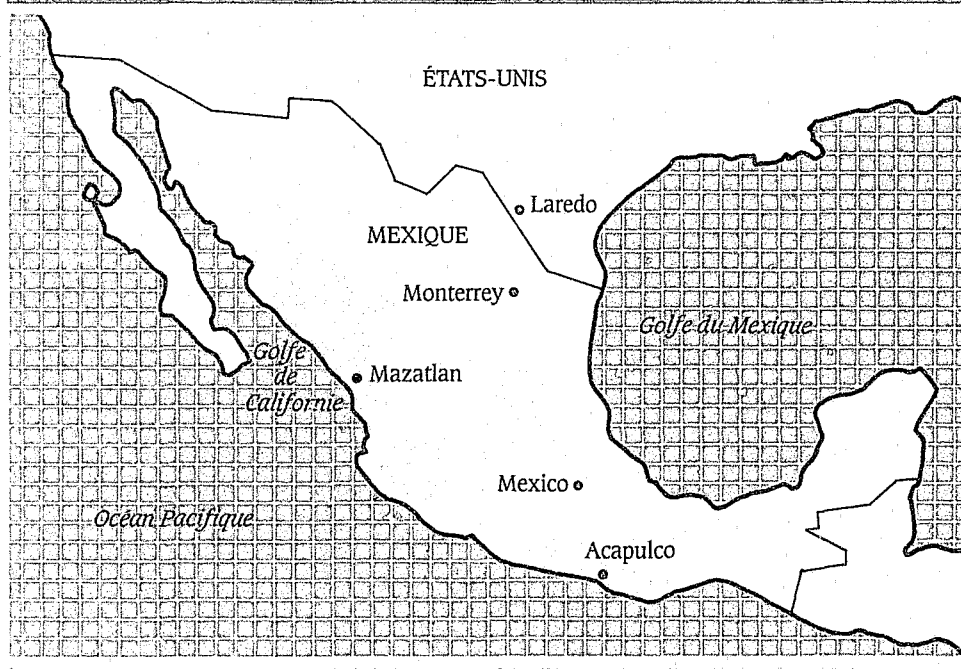 ÉTATS-UNIS
Laredo
MEXIQUE
Monterrey
Golfe du Mexique
Golfe
de
Californie
Mazatlan
Mexico
Océan Pacifique
Acapulco